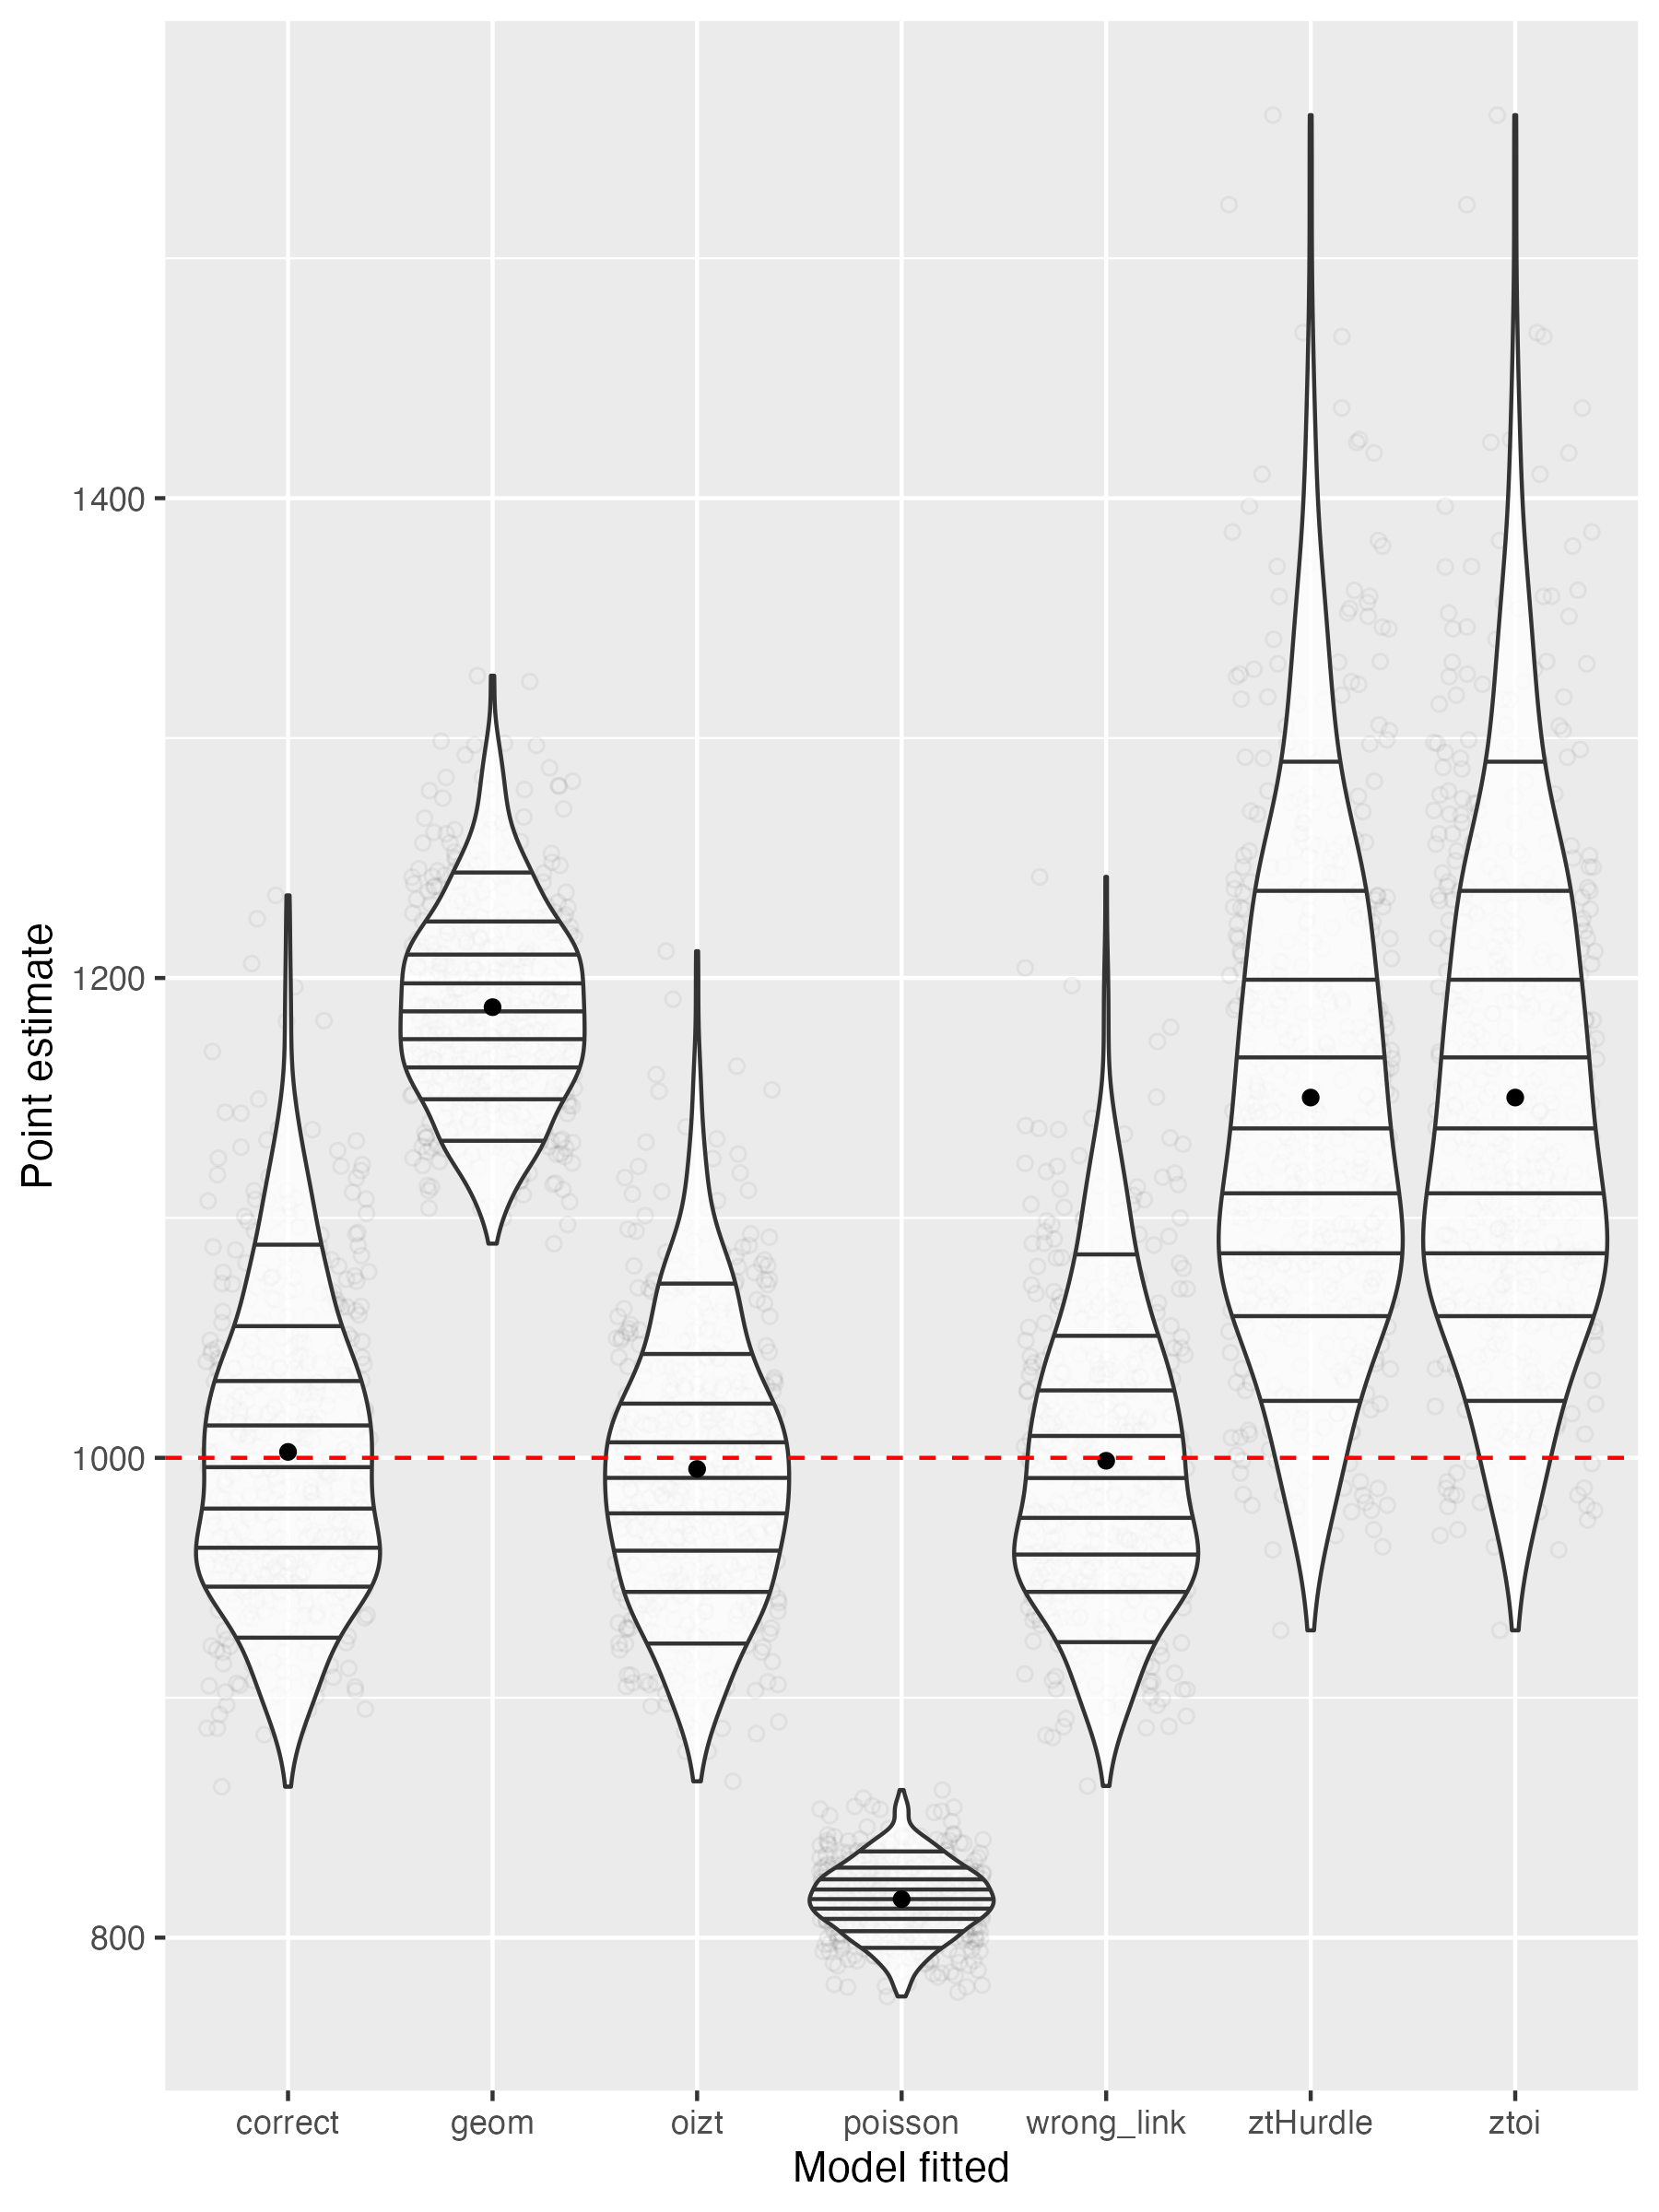 Point estimate
1400
1200
1000
800
correct geom oizt poisson wrong_link ztHurdle ztoi
Model fitted